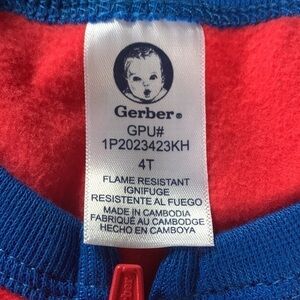 Gerber®
GPU#
1P2023423KH
4T
FLAME RESISTANT
IGNIFUGE
RESISTENTE AL FUEGO
MADE IN CAMBODIA
FABRIQUÉ AU CAMBODGE
HECHO EN CAMBOYA